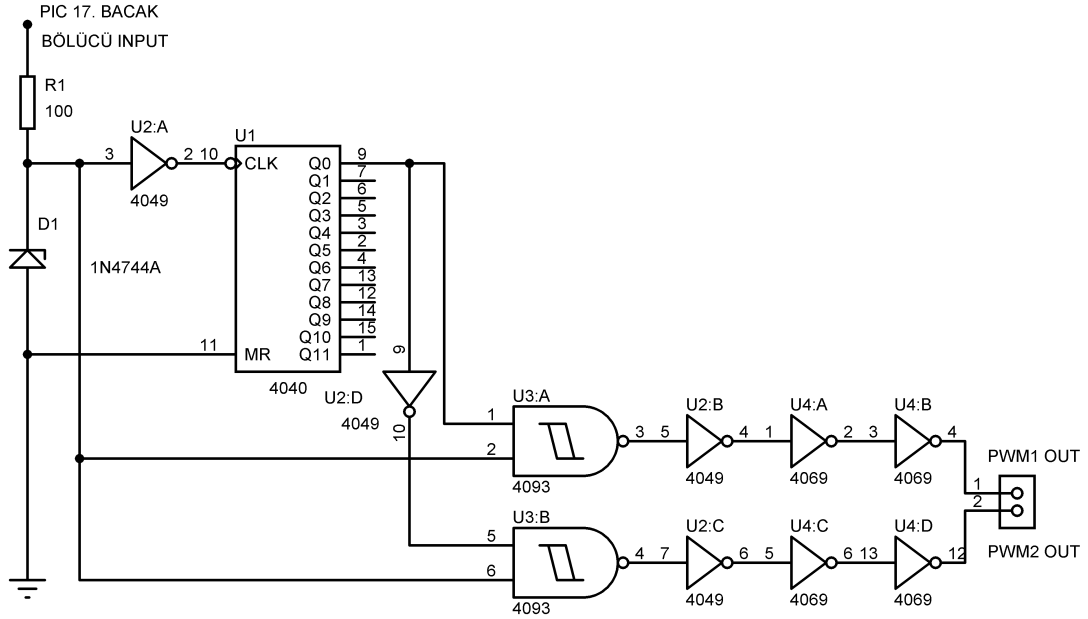 PIC 17. BACAK
BÖLÜCÜ INPUT
R1
100
U2:A
3
2
4049
10
U1
CLK
MR
11
4040
Q0 9
Q1 7
Q2 6
Q3 5
Q4 3
Q5 2
Q6 4
Q7 13
Q8 12
Q9 14
Q10 15
Q11 1
D1
1N4744A
9
U2:D
4049
10
U3:A
1
2
3
4093
U2:B
5
4
4049
U4:A
1
2
4069
U4:B
3
4
4069
PWM1 OUT
1
2
PWM2 OUT
U3:B
5
6
4
4093
U2:C
7
6
4049
U4:C
5
6
4069
U4:D
13
12
4069